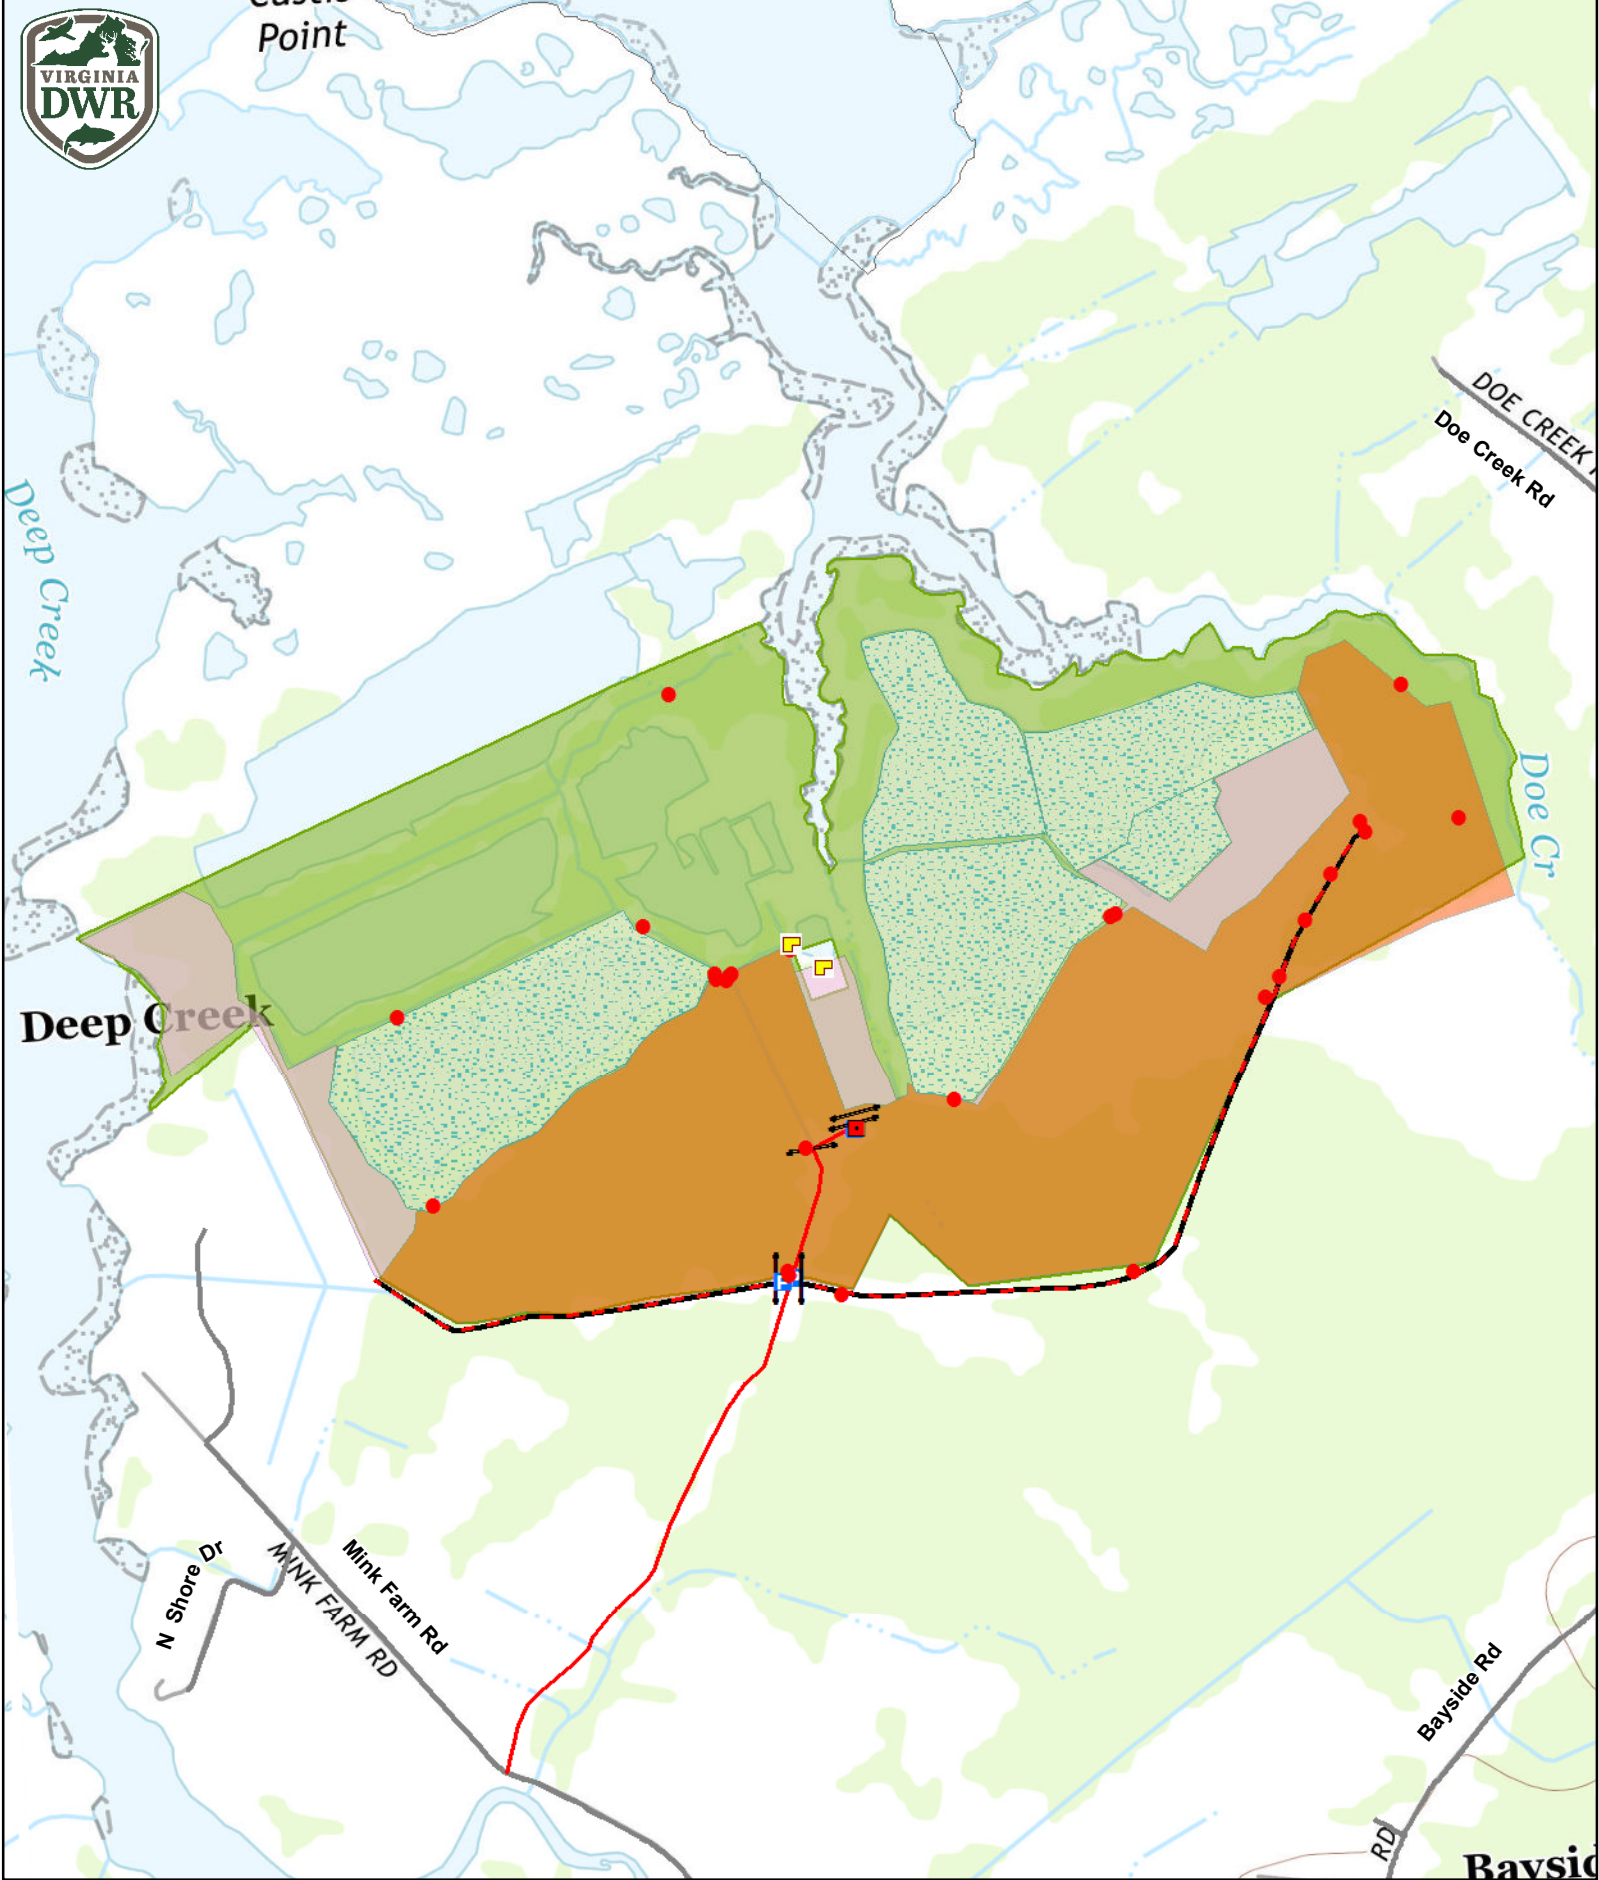 Point
VIRGINIA
DWR
DOE CREEK
Doe Creek Rd
Deep Creek
Doe Cr
Deep Creek
N Shore Dr
MINK FARM RD
Mink Farm Rd
Bayside Rd
RD